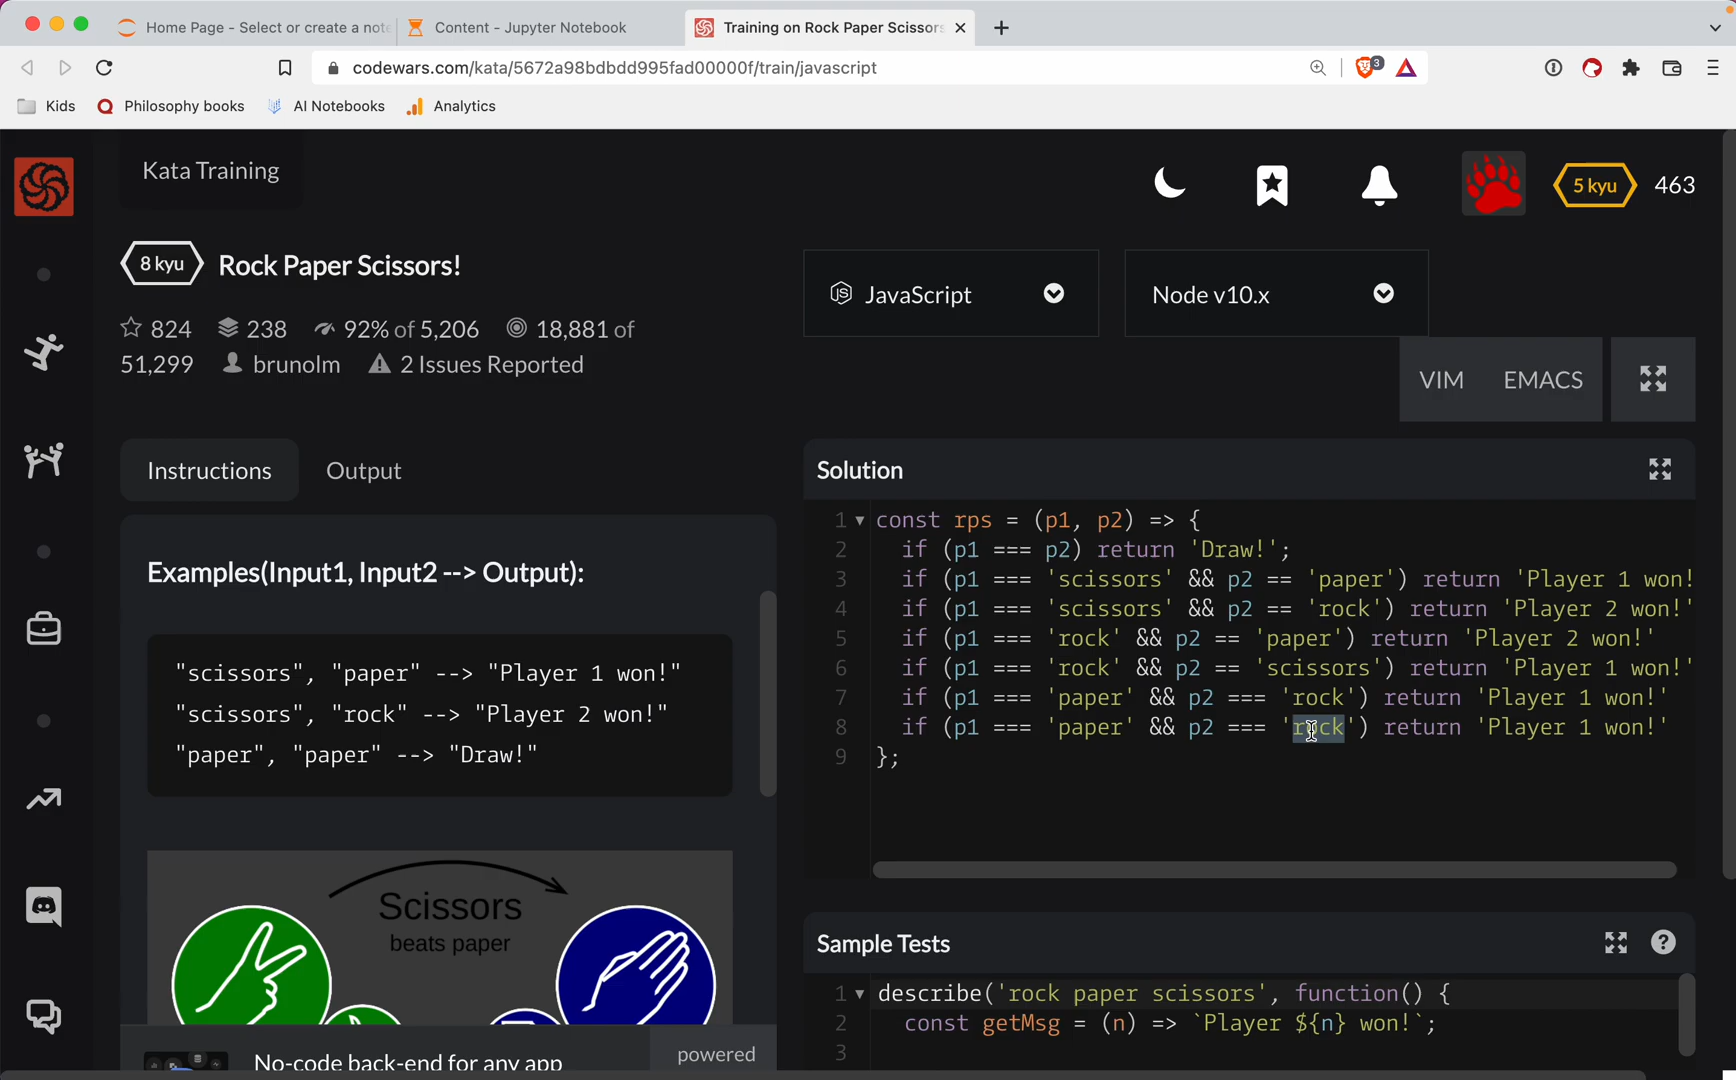 Home Page - Select or create a note
Content - Jupyter Notebook
Training on Rock Paper Scissors
codewars.com/kata/5672a98bdbdd995fad00000f/train/javascript
3
Kids
Philosophy books
AI Notebooks
Analytics
Kata Training
5 kyu
463
8 kyu
Rock Paper Scissors!
JavaScript
Node v10.x
824 238 92% of 5,206 18,881 of
51,299 brunolm 2 Issues Reported
VIM
EMACS
Instructions
Output
Examples(Input1, Input2 --> Output):
"scissors", "paper" --> "Player 1 won!"
"scissors", "rock" --> "Player 2 won!"
"paper", "paper" --> "Draw!"
Scissors
beats paper
No-code back-end for any app
powered
Solution
1 const rps = (p1, p2) => {
2 if (p1 === p2) return 'Draw!';
3 if (p1 === 'scissors' && p2 == 'paper') return 'Player 1 won!
4 if (p1 === 'scissors' && p2 == 'rock') return 'Player 2 won!'
5 if (p1 === 'rock' && p2 == 'paper') return 'Player 2 won!'
6 if (p1 === 'rock' && p2 == 'scissors') return 'Player 1 won!'
7 if (p1 === 'paper' && p2 === 'rock') return 'Player 1 won!'
8 if (p1 === 'paper' && p2 === 'rock') return 'Player 1 won!'
9 };
Sample Tests
?
1 describe('rock paper scissors', function() {
2 const getMsg = (n) => `Player ${n} won!`;
3